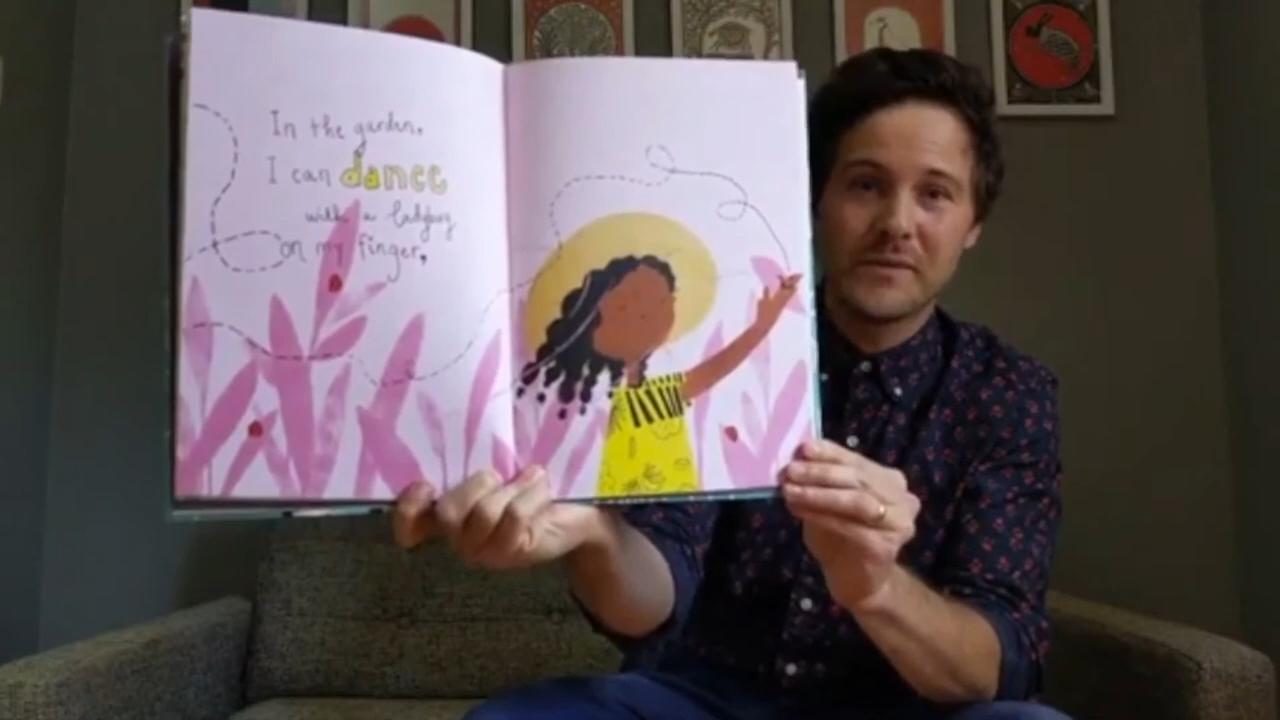 In the garden,
I can dance
with a ladybug
on my finger,